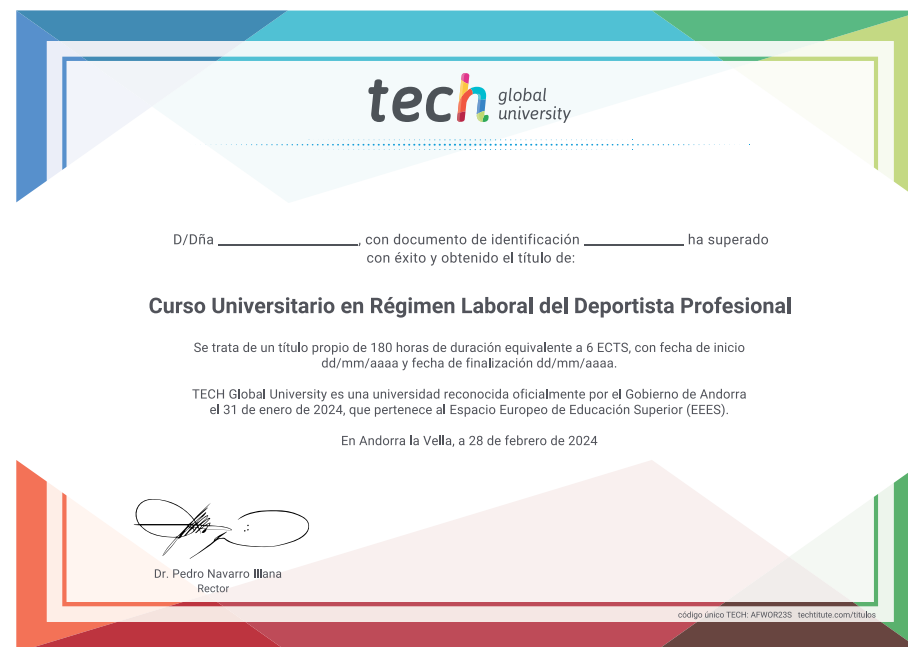 tech global university
D/Dña ______________, con documento de identificación __________ ha superado
con éxito y obtenido el título de:
Curso Universitario en Régimen Laboral del Deportista Profesional
Se trata de un título propio de 180 horas de duración equivalente a 6 ECTS, con fecha de inicio
dd/mm/aaaa y fecha de finalización dd/mm/aaaa.
TECH Global University es una universidad reconocida oficialmente por el Gobierno de Andorra
el 31 de enero de 2024, que pertenece al Espacio Europeo de Educación Superior (EEES).
En Andorra la Vella, a 28 de febrero de 2024
Dr. Pedro Navarro Illana
Rector
código único TECH: AFWOR23S techtitute.com/titulos